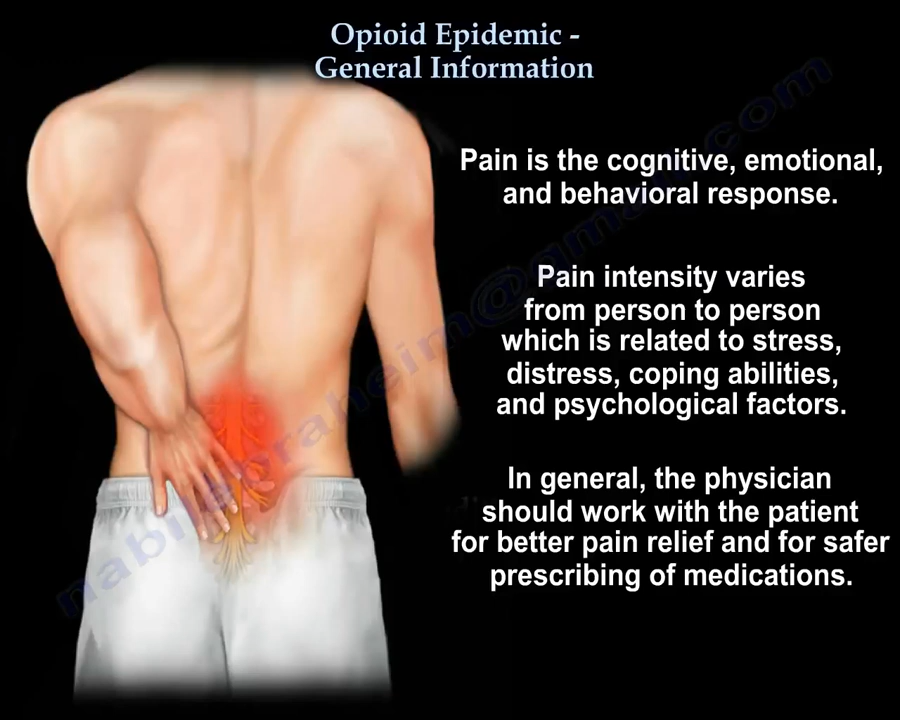 Opioid Epidemic -
General Information
Pain is the cognitive, emotional,
and behavioral response.
Pain intensity varies
from person to person
which is related to stress,
distress, coping abilities,
and psychological factors.
In general, the physician
should work with the patient
for better pain relief and for safer
prescribing of medications.